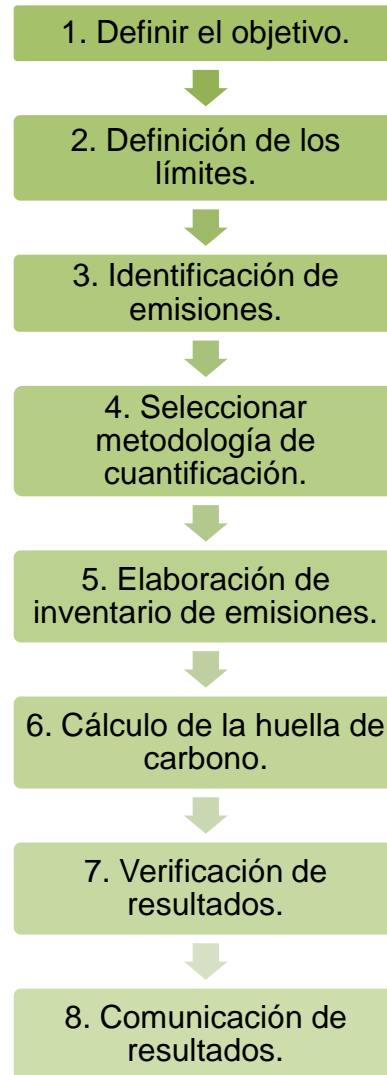 1. Definir el objetivo.
2. Definición de los
límites.
3. Identificación de
emisiones.
4. Seleccionar
metodología de
cuantificación.
5. Elaboración de
inventario de emisiones.
6. Cálculo de la huella de
carbono.
7. Verificación de
resultados.
8. Comunicación de
resultados.